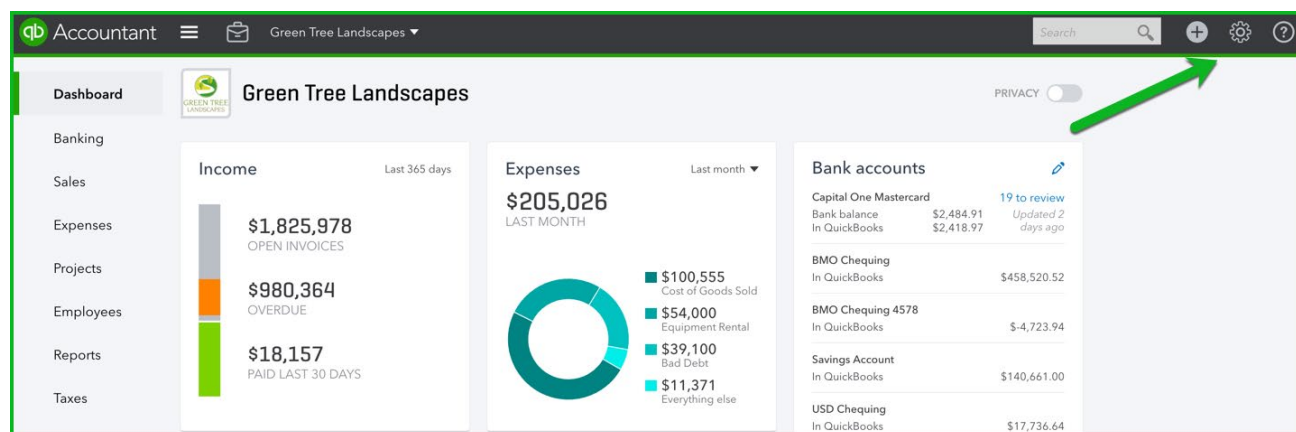 qb Accountant
Green Tree Landscapes
Search
Dashboard
Banking
Sales
Expenses
Projects
Employees
Reports
Taxes
GREEN TREE
LANDSCAPES
Green Tree Landscapes
PRIVACY
Income Last 365 days
$1,825,978
OPEN INVOICES
$980,364
OVERDUE
$18,157
PAID LAST 30 DAYS
Expenses Last month
$205,026
LAST MONTH
$100,555
Cost of Goods Sold
$54,000
Equipment Rental
$39,100
Bad Debt
$11,371
Everything else
Bank accounts
Capital One Mastercard 19 to review
Bank balance $2,484.91 Updated 2
In QuickBooks $2,418.97 days ago
BMO Chequing
In QuickBooks $458,520.52
BMO Chequing 4578
In QuickBooks $-4,723.94
Savings Account
In QuickBooks $140,661.00
USD Chequing
In QuickBooks $17,736.64